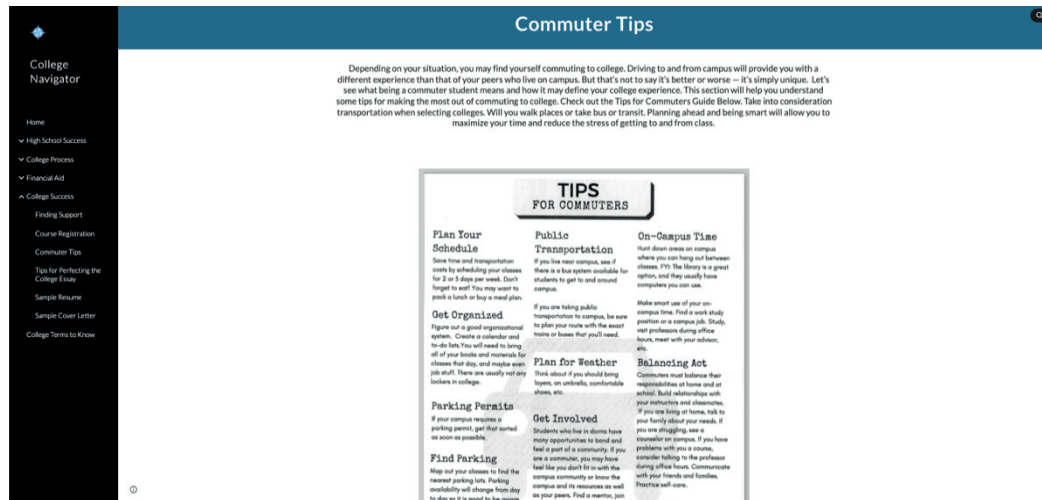 Commuter Tips
College
Navigator
Home
High School Success
College Process
Financial Aid
College Success
Finding Support
Course Registration
Commuter Tips
Tips for Perfecting the
College Essay
Sample Resume
Sample Cover Letter
College Terms to Know
Depending on your situation, you may find yourself commuting to college. Driving to and from campus will provide you with a
different experience than that of your peers who live on campus. But that's not to say it's better or worse — it's simply unique. Let's
see what being a commuter student means and how it may define your college experience. This section will help you understand
some tips for making the most out of commuting to college. Check out the Tips for Commuters Guide Below. Take into consideration
transportation when selecting colleges. Will you walk places or take bus or transit. Planning ahead and being smart will allow you to
maximize your time and reduce the stress of getting to and from class.
TIPS
FOR COMMUTERS
Plan Your
Schedule
Save time and transportation
costs by scheduling your classes
for 2 or 3 days per week. Don't
forget to eat! You may want to
pack a lunch or buy a meal plan.
Get Organized
Figure out a good organizational
system. Create a calendar and
to-do lists. You will need to bring
all of your books and materials for
classes that day, and maybe even
job stuff. There are usually not any
lockers in college.
Parking Permits
If your campus requires a
parking permit, get that sorted
as soon as possible.
Find Parking
Map out your classes to find the
nearest parking lots. Parking
availability will change from day
to day so it is good to be aware
Public
Transportation
If you live near campus, see if
there is a bus system available for
students to get to and around
campus.
If you are taking public
transportation to campus, be sure
to plan your route with the exact
trains or buses that you'll need.
Plan for Weather
Think about if you should bring
layers, an umbrella, comfortable
shoes, etc.
Get Involved
Students who live in dorms have
many opportunities to bond and
feel a part of a community. If you
are a commuter, you may have
feel like you don't fit in with the
campus community or know the
campus and its resources as well
as your peers. Find a mentor, join
On-Campus Time
Hunt down areas on campus
where you can hang out between
classes. FYI: The library is a great
option, and they usually have
computers you can use.
Make smart use of your on-
campus time. Find a work study
position or a campus job. Study,
visit professors during office
hours, meet with your advisor,
etc.
Balancing Act
Commuters must balance their
responsibilities at home and at
school. Build relationships with
your instructors and classmates.
If you are living at home, talk to
your family about your needs. If
you are struggling, see a
counselor on campus. If you have
problems with you a course,
consider talking to the professor
during office hours. Communicate
with your friends and families.
Practice self-care.